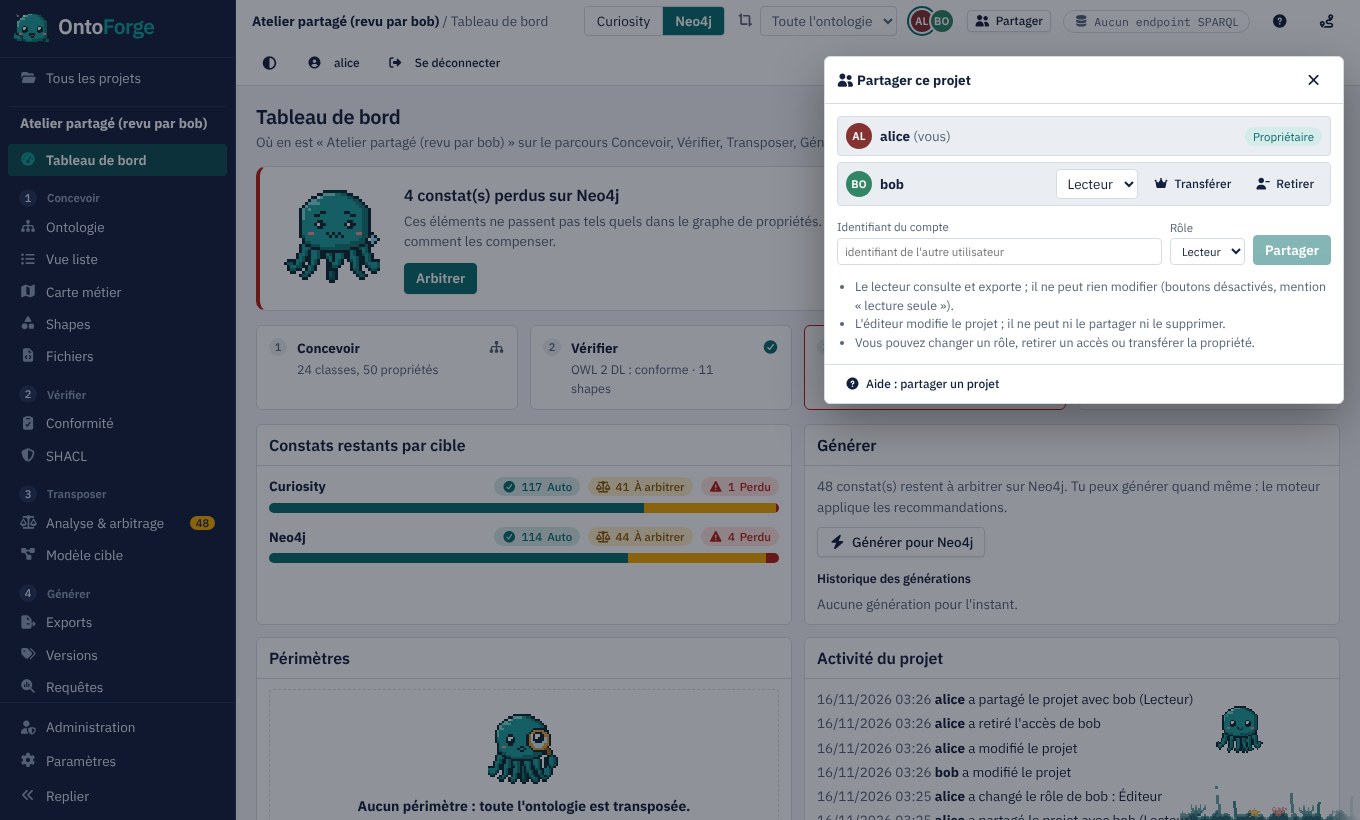 OntoForge
Tous les projets
Atelier partagé (revu par bob)
Tableau de bord
1 Concevoir
Ontologie
Vue liste
Carte métier
Shapes
Fichiers
2 Vérifier
Conformité
SHACL
3 Transposer
Analyse & arbitrage 48
Modèle cible
4 Générer
Exports
Versions
Requêtes
Administration
Paramètres
Replier
Atelier partagé (revu par bob) / Tableau de bord
Curiosity Neo4j
Toute l'ontologie
AL BO
Partager
Aucun endpoint SPARQL
alice
Se déconnecter
Tableau de bord
Où en est « Atelier partagé (revu par bob) » sur le parcours Concevoir, Vérifier, Transposer,
4 constat(s) perdus sur Neo4j
Ces éléments ne passent pas tels quels dans le graphe de propriétés.
comment les compenser.
Arbitrer
1 Concevoir
24 classes, 50 propriétés
2 Vérifier
OWL 2 DL : conforme · 11
shapes
Partager ce projet
AL alice (vous) Propriétaire
BO bob Lecteur Transférer Retirer
Identifiant du compte Rôle
identifiant de l'autre utilisateur Lecteur Partager
• Le lecteur consulte et exporte ; il ne peut rien modifier (boutons désactivés, mention
« lecture seule »).
• L'éditeur modifie le projet ; il ne peut ni le partager ni le supprimer.
• Vous pouvez changer un rôle, retirer un accès ou transférer la propriété.
Aide : partager un projet
Constats restants par cible
Curiosity 117 Auto 41 À arbitrer 1 Perdu
Neo4j 114 Auto 44 À arbitrer 4 Perdu
Générer
48 constat(s) restent à arbitrer sur Neo4j. Tu peux générer quand même : le moteur
applique les recommandations.
Générer pour Neo4j
Historique des générations
Aucune génération pour l'instant.
Périmètres
Aucun périmètre : toute l'ontologie est transposée.
Activité du projet
16/11/2026 03:26 alice a partagé le projet avec bob (Lecteur)
16/11/2026 03:26 alice a retiré l'accès de bob
16/11/2026 03:26 alice a modifié le projet
16/11/2026 03:26 bob a modifié le projet
16/11/2026 03:25 alice a changé le rôle de bob : Éditeur